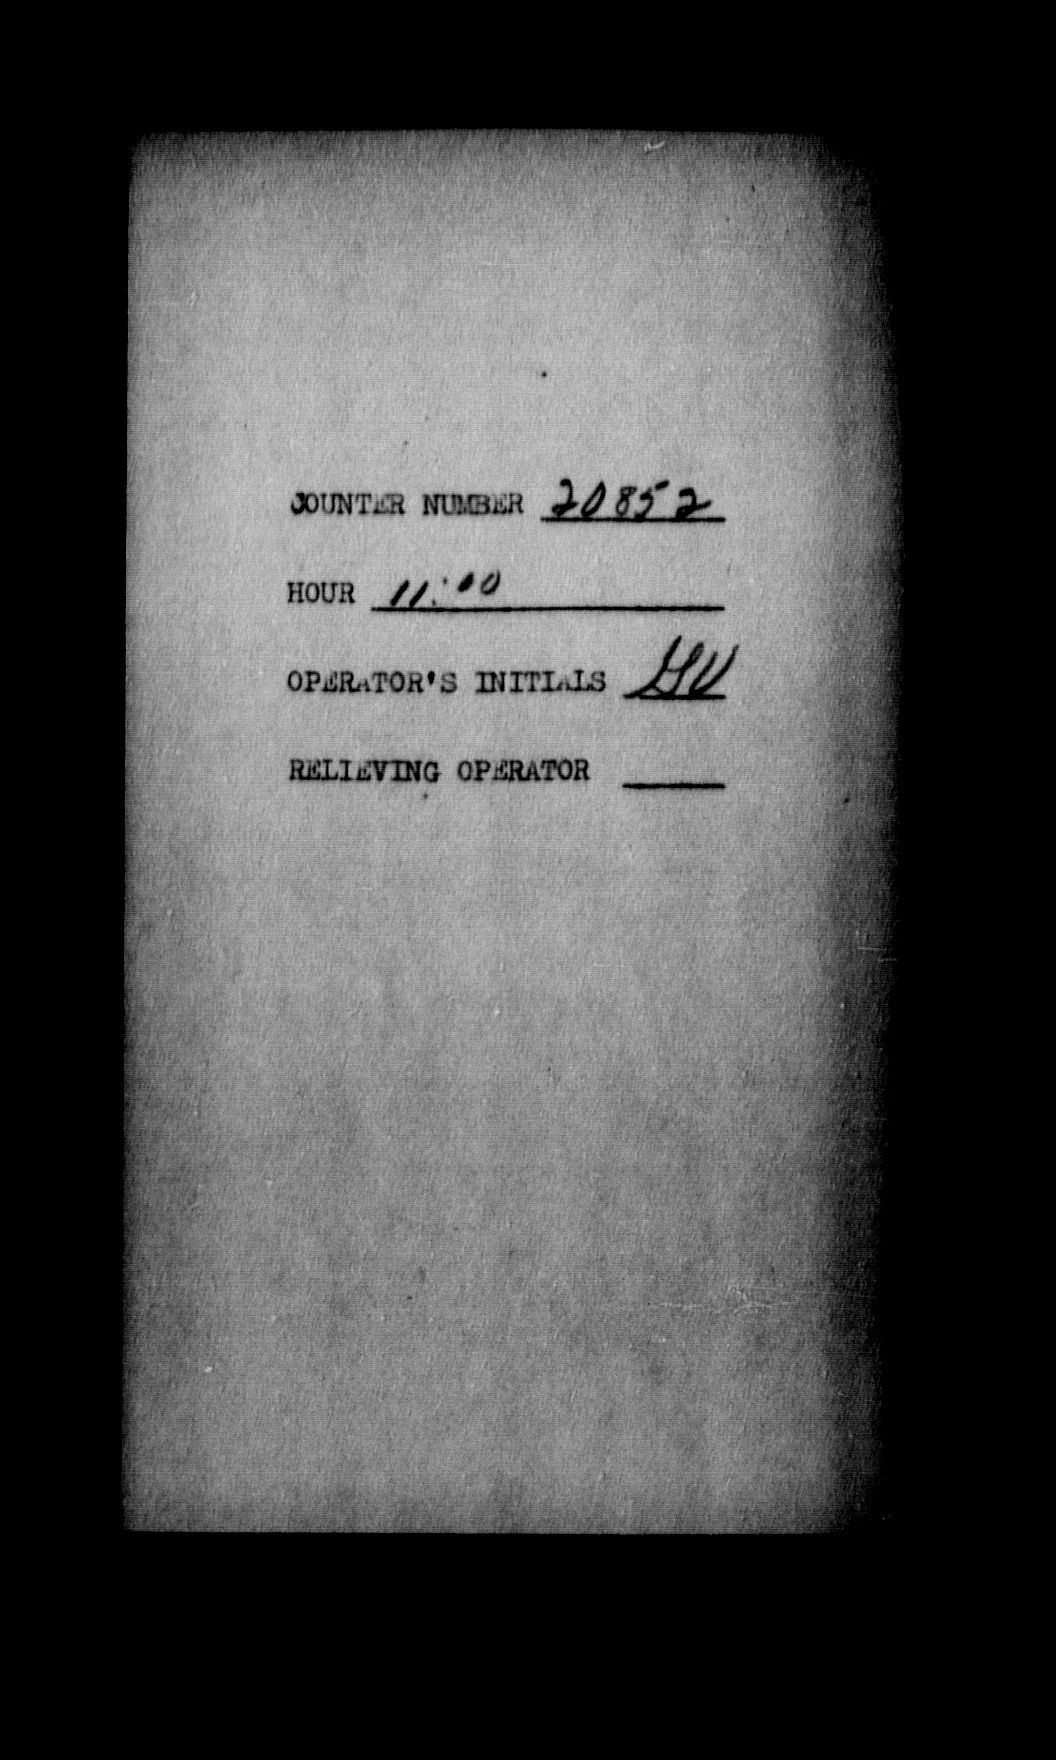 COUNTER NUMBER 20852
HOUR 11:00
OPERATOR'S INITIALS
RELIEVING OPERATOR